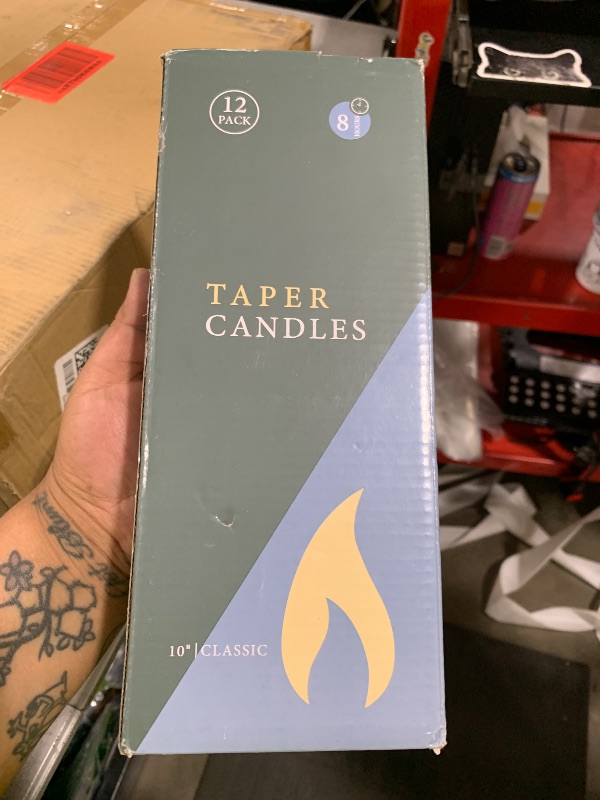 12
PACK
8
HOURS
TAPER
CANDLES
10" | CLASSIC